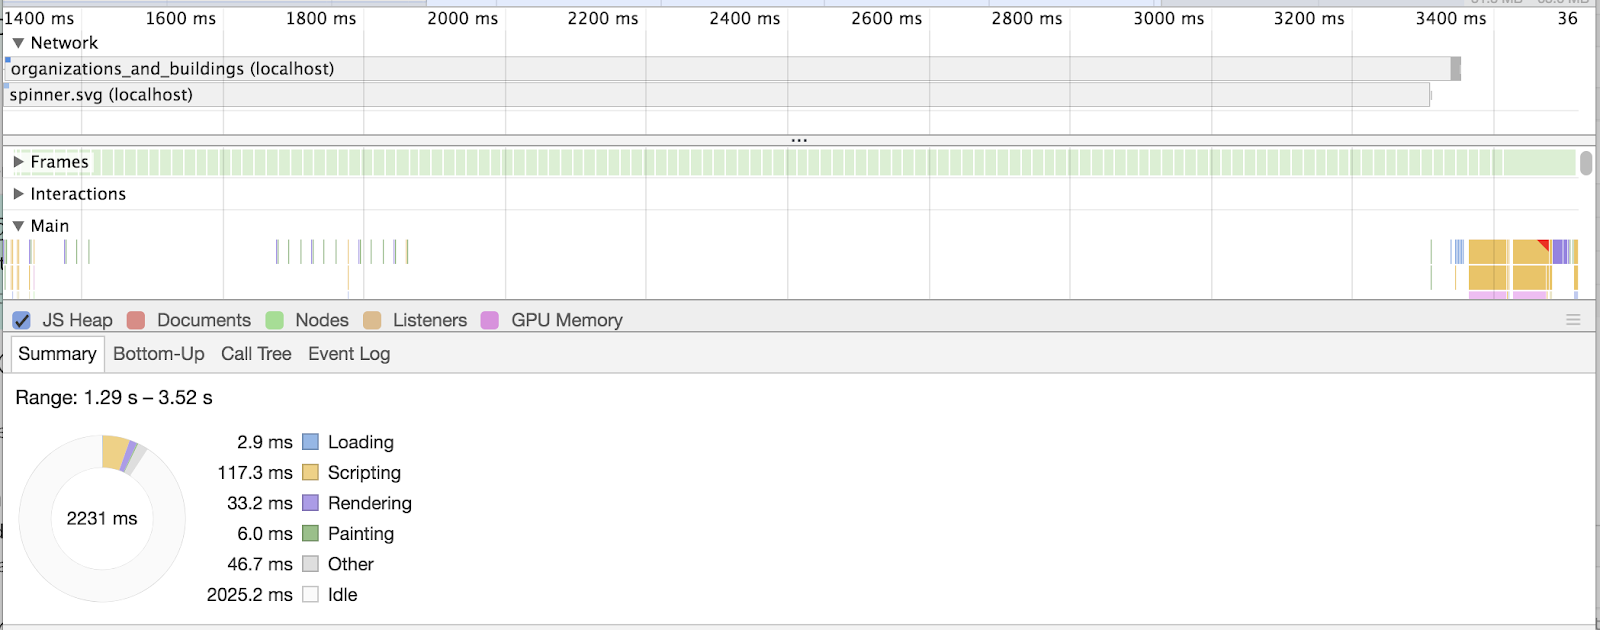 1400 ms 1600 ms 1800 ms 2000 ms 2200 ms 2400 ms 2600 ms 2800 ms 3000 ms 3200 ms 3400 ms 36
Network
organizations_and_buildings (localhost)
spinner.svg (localhost)
...
Frames
Interactions
Main
JS Heap Documents Nodes Listeners GPU Memory
Summary Bottom-Up Call Tree Event Log
Range: 1.29 s – 3.52 s
2.9 ms Loading
117.3 ms Scripting
33.2 ms Rendering
2231 ms
6.0 ms Painting
46.7 ms Other
2025.2 ms Idle